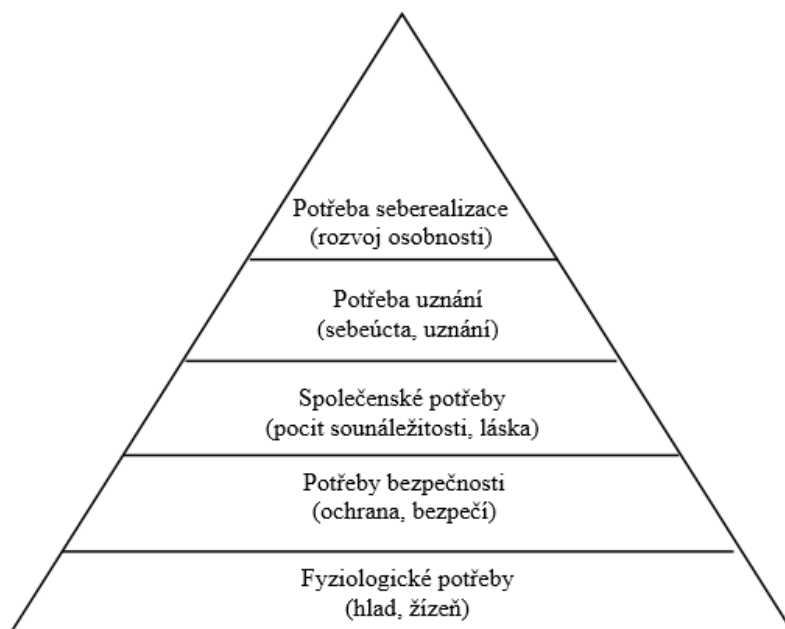 Potřeba seberealizace
(rozvoj osobnosti)
Potřeba uznání
(sebeúcta, uznání)
Společenské potřeby
(pocit sounáležitosti, láska)
Potřeby bezpečnosti
(ochrana, bezpečí)
Fyziologické potřeby
(hlad, žízeň)